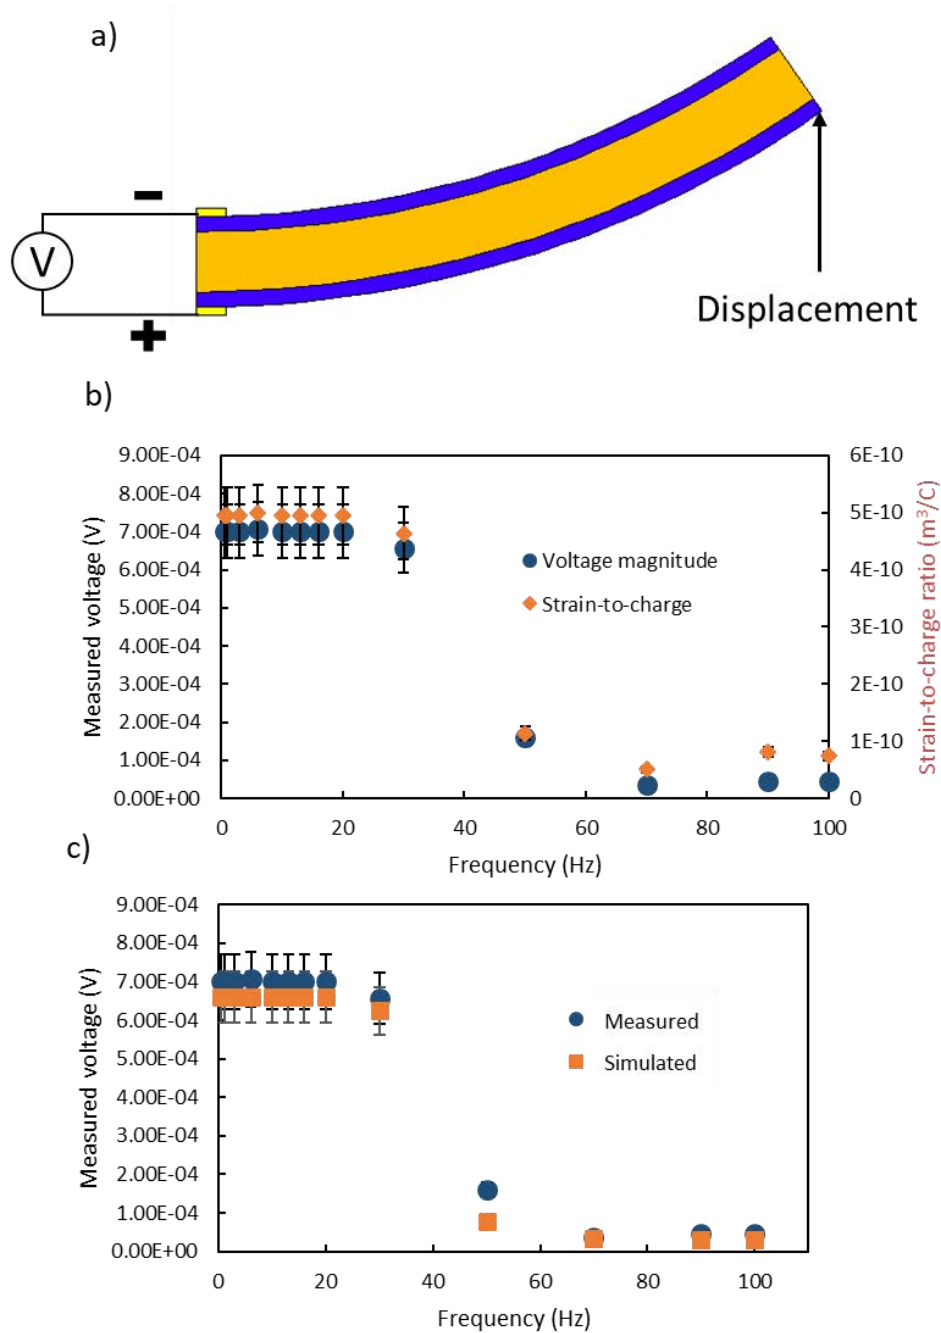 a)
-
V
+
Displacement
b)
9.00E-04
8.00E-04
7.00E-04
6.00E-04
5.00E-04
4.00E-04
3.00E-04
2.00E-04
1.00E-04
0.00E+00
Measured voltage (V)
6E-10
5E-10
4E-10
3E-10
2E-10
1E-10
0
Strain-to-charge ratio (m³/C)
Voltage magnitude
Strain-to-charge
0 20 40 60 80 100
Frequency (Hz)
c)
9.00E-04
8.00E-04
7.00E-04
6.00E-04
5.00E-04
4.00E-04
3.00E-04
2.00E-04
1.00E-04
0.00E+00
Measured voltage (V)
Measured
Simulated
0 20 40 60 80 100
Frequency (Hz)